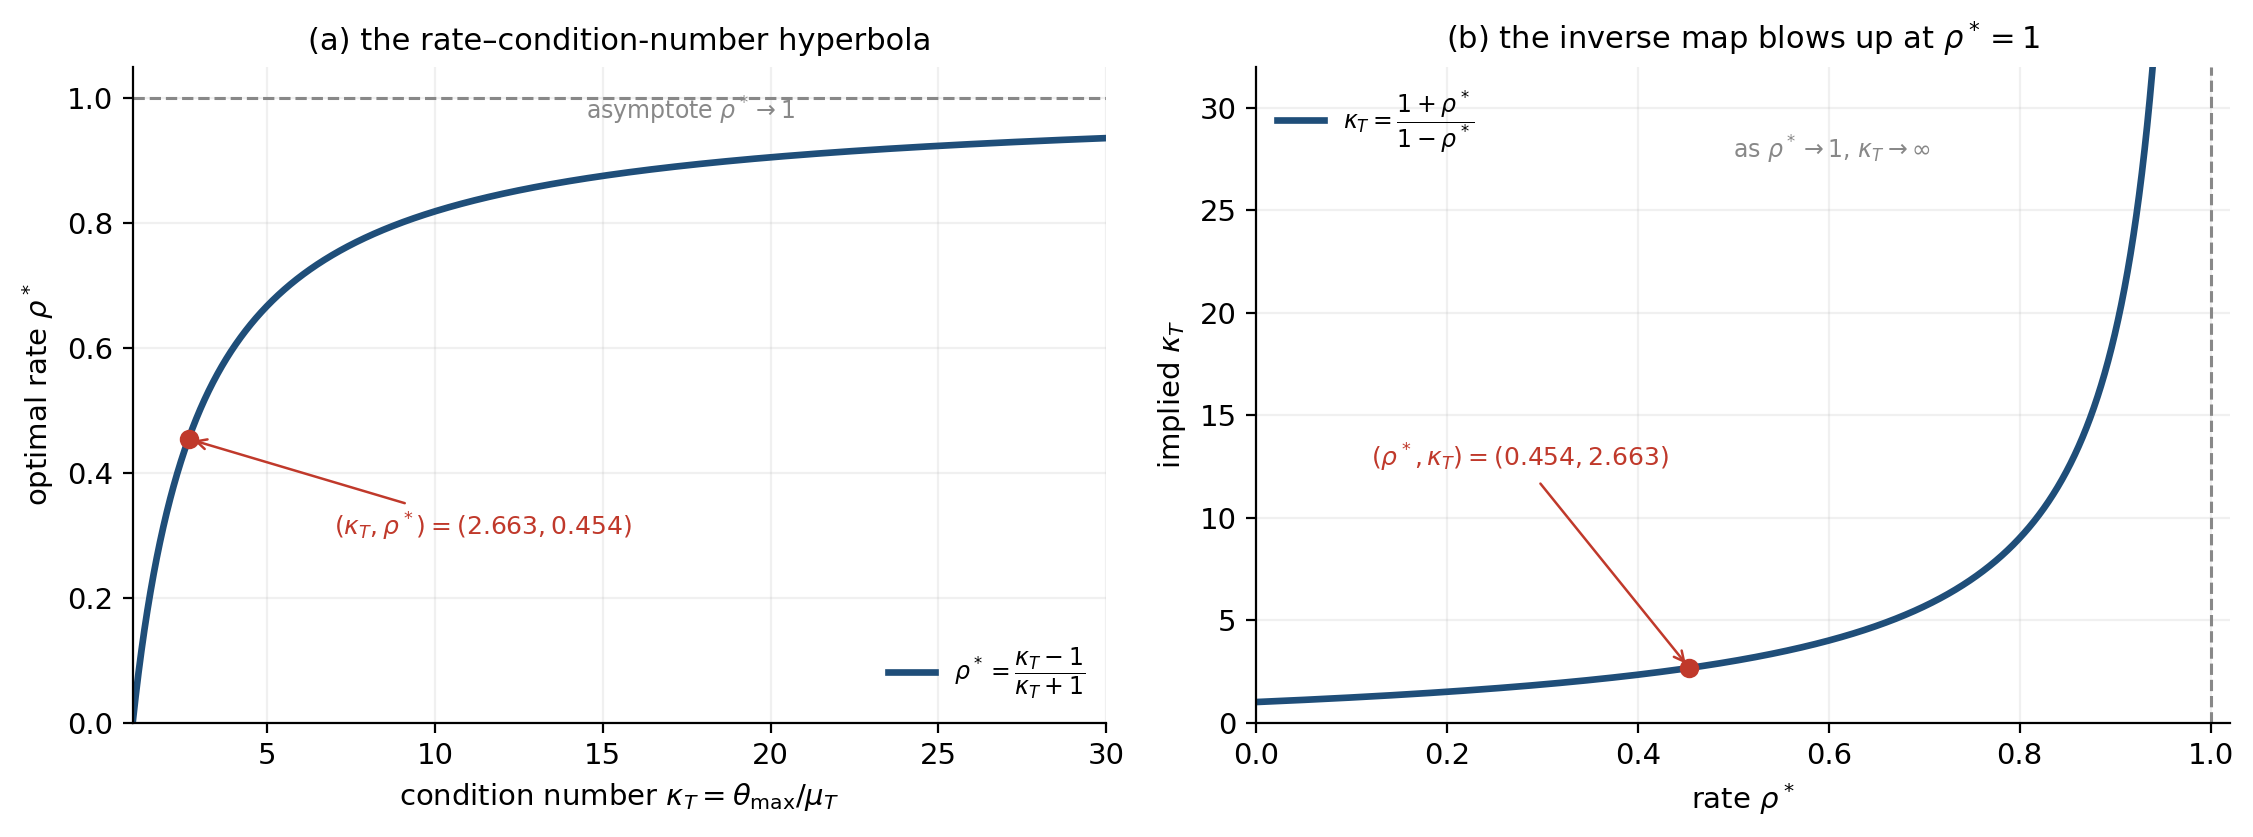 (a) the rate–condition-number hyperbola
1.0
0.8
0.6
0.4
0.2
0.0
optimal rate ρ*
asymptote ρ* → 1
(κ_T, ρ*) = (2.663, 0.454)
ρ* = (κ_T − 1)/(κ_T + 1)
5 10 15 20 25 30
condition number κ_T = θ_max/μ_T
(b) the inverse map blows up at ρ* = 1
30
25
20
15
10
5
0
implied κ_T
κ_T = (1 + ρ*)/(1 − ρ*)
as ρ* → 1, κ_T → ∞
(ρ*, κ_T) = (0.454, 2.663)
0.0 0.2 0.4 0.6 0.8 1.0
rate ρ*